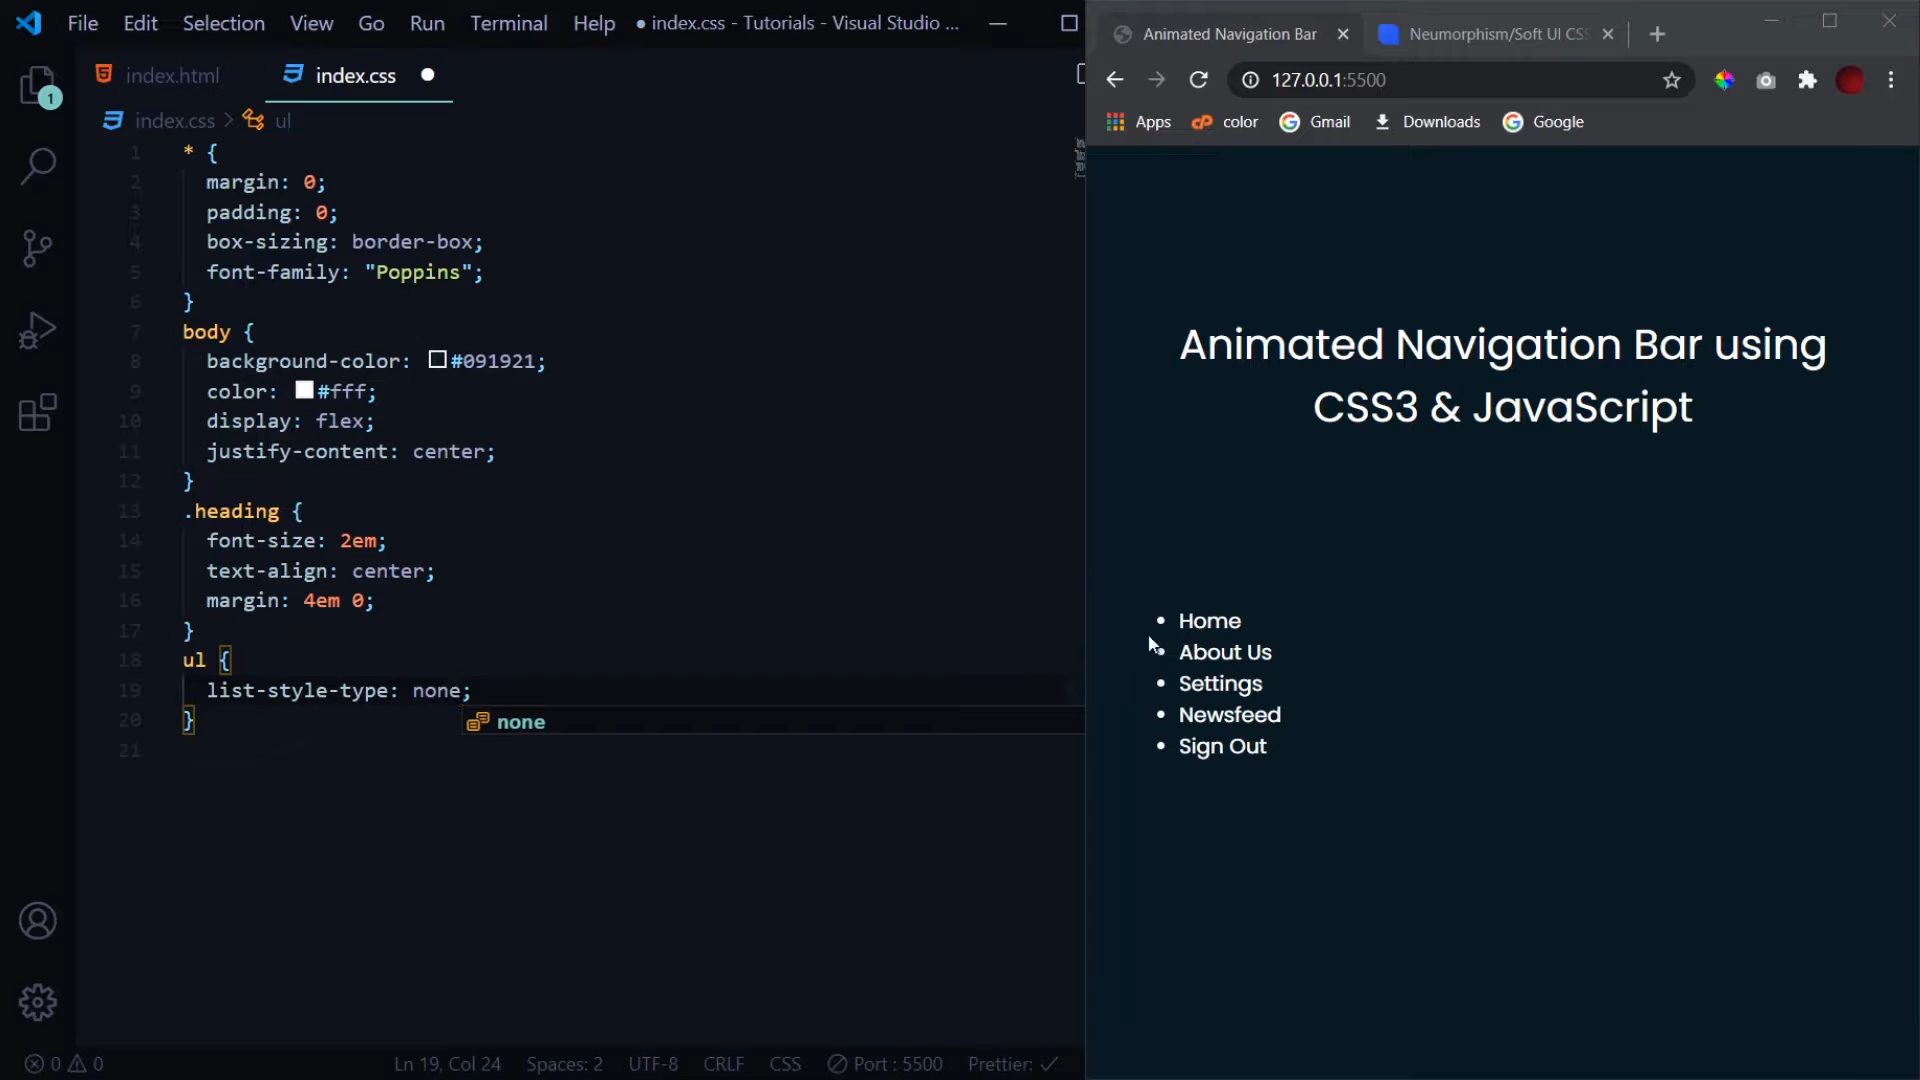 File Edit Selection View Go Run Terminal Help ● index.css - Tutorials - Visual Studio ...
1
index.html index.css
index.css > ul
1 * {
2 margin: 0;
3 padding: 0;
4 box-sizing: border-box;
5 font-family: "Poppins";
6 }
7 body {
8 background-color: #091921;
9 color: #fff;
10 display: flex;
11 justify-content: center;
12 }
13 .heading {
14 font-size: 2em;
15 text-align: center;
16 margin: 4em 0;
17 }
18 ul {
19 list-style-type: none;
20 }
none
21
0 0 Ln 19, Col 24 Spaces: 2 UTF-8 CRLF CSS Port : 5500 Prettier: ✓
Animated Navigation Bar Neumorphism/Soft UI CSS
127.0.0.1:5500
Apps color Gmail Downloads Google
Animated Navigation Bar using
CSS3 & JavaScript
• Home
• About Us
• Settings
• Newsfeed
• Sign Out